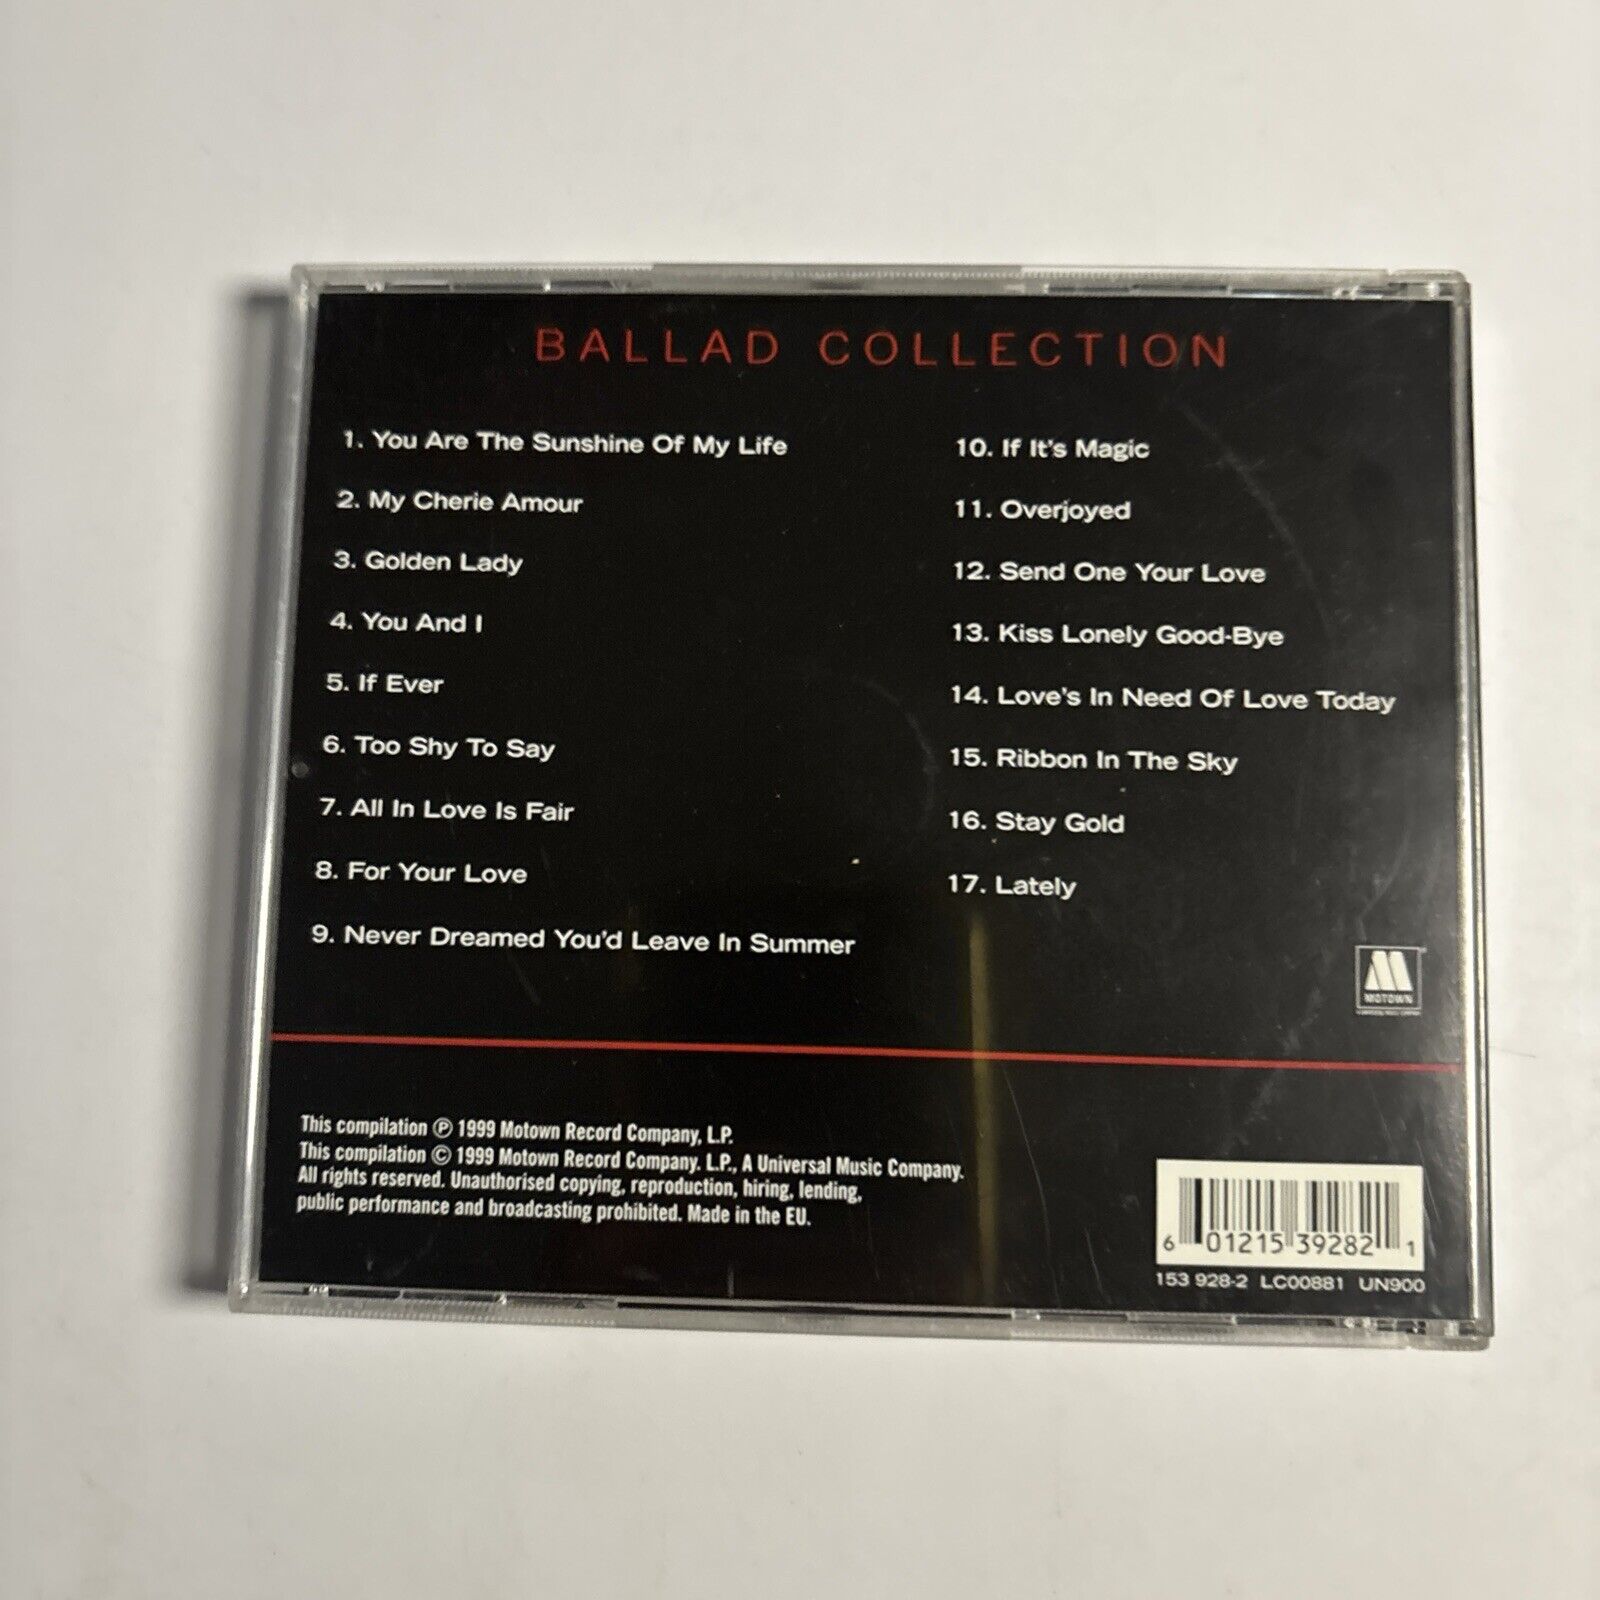 BALLAD COLLECTION
1. You Are The Sunshine Of My Life
2. My Cherie Amour
3. Golden Lady
4. You And I
5. If Ever
6. Too Shy To Say
7. All In Love Is Fair
8. For Your Love
9. Never Dreamed You'd Leave In Summer
10. If It's Magic
11. Overjoyed
12. Send One Your Love
13. Kiss Lonely Good-Bye
14. Love's In Need Of Love Today
15. Ribbon In The Sky
16. Stay Gold
17. Lately
MOTOWN
This compilation ℗ 1999 Motown Record Company, L.P.
This compilation © 1999 Motown Record Company. L.P., A Universal Music Company.
All rights reserved. Unauthorised copying, reproduction, hiring, lending,
public performance and broadcasting prohibited. Made in the EU.
6 01215 39282 1
153 928-2 LC00881 UN900